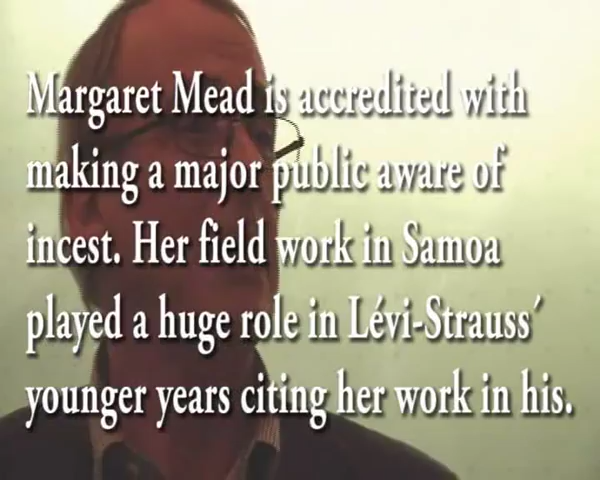 Margaret Mead is accredited with
making a major public aware of
incest. Her field work in Samoa
played a huge role in Lévi-Strauss´
younger years citing her work in his.